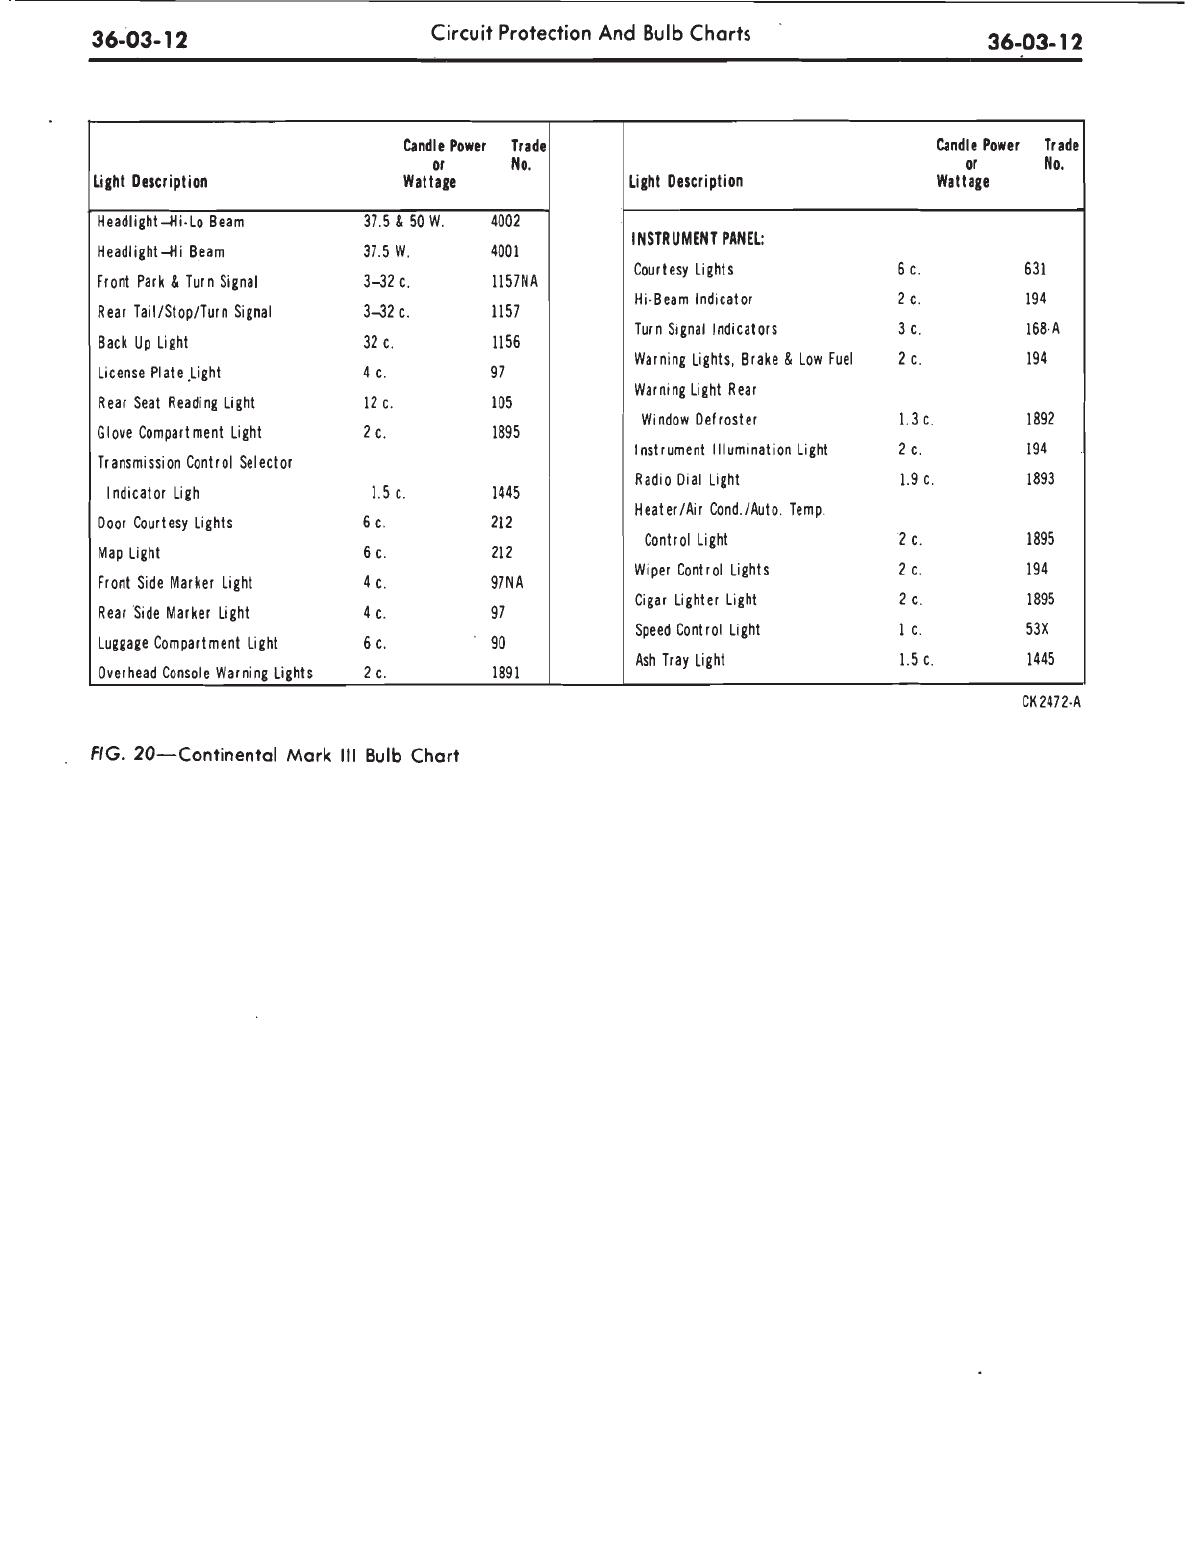 36-03-12 Circuit Protection And Bulb Charts 36-03-12
Light Description Candle Power or Wattage Trade No.
Headlight—Hi-Lo Beam 37.5 & 50 W. 4002
Headlight—Hi Beam 37.5 W. 4001
Front Park & Turn Signal 3–32 c. 1157NA
Rear Tail/Stop/Turn Signal 3–32 c. 1157
Back Up Light 32 c. 1156
License Plate Light 4 c. 97
Rear Seat Reading Light 12 c. 105
Glove Compartment Light 2 c. 1895
Transmission Control Selector
Indicator Ligh 1.5 c. 1445
Door Courtesy Lights 6 c. 212
Map Light 6 c. 212
Front Side Marker Light 4 c. 97NA
Rear Side Marker Light 4 c. 97
Luggage Compartment Light 6 c. 90
Overhead Console Warning Lights 2 c. 1891
Light Description Candle Power or Wattage Trade No.
INSTRUMENT PANEL:
Courtesy Lights 6 c. 631
Hi-Beam Indicator 2 c. 194
Turn Signal Indicators 3 c. 168-A
Warning Lights, Brake & Low Fuel 2 c. 194
Warning Light Rear
Window Defroster 1.3 c. 1892
Instrument Illumination Light 2 c. 194
Radio Dial Light 1.9 c. 1893
Heater/Air Cond./Auto. Temp.
Control Light 2 c. 1895
Wiper Control Lights 2 c. 194
Cigar Lighter Light 2 c. 1895
Speed Control Light 1 c. 53X
Ash Tray Light 1.5 c. 1445
CK2472-A
FIG. 20—Continental Mark III Bulb Chart